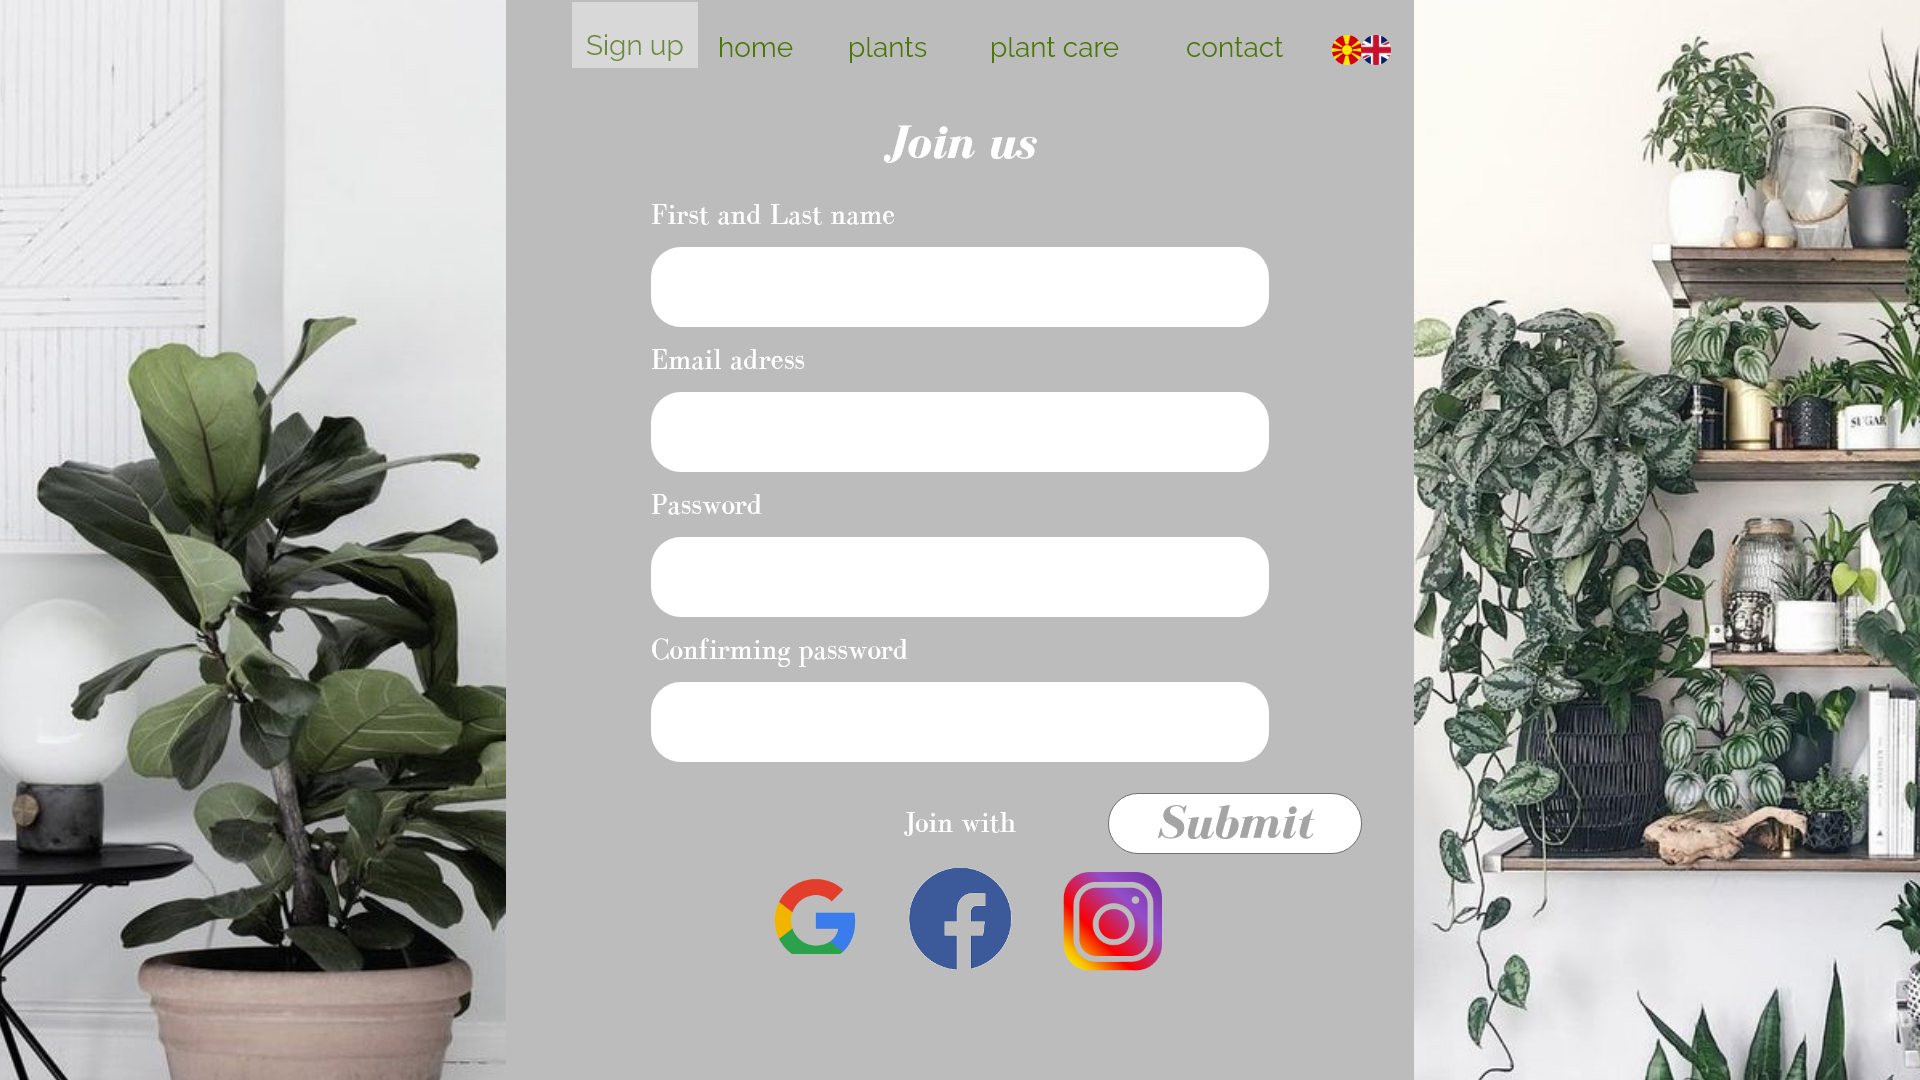 Sign up home plants plant care contact
Join us
First and Last name
Email adress
Password
Confirming password
Join with
Submit
SUGAR